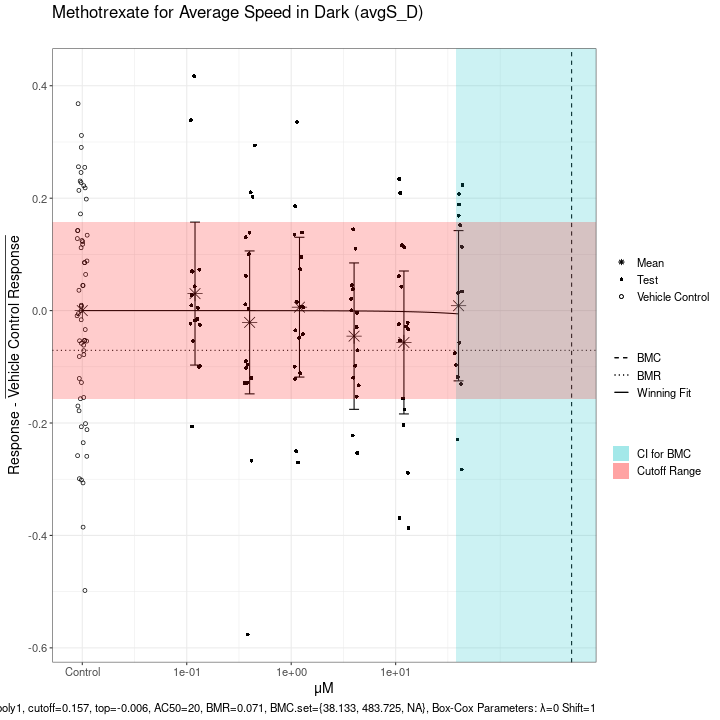 Methotrexate for Average Speed in Dark (avgS_D)
Response - Vehicle Control Response
0.4
0.2
0.0
-0.2
-0.4
-0.6
Control
1e-01
1e+00
1e+01
μM
Mean
Test
Vehicle Control
BMC
BMR
Winning Fit
CI for BMC
Cutoff Range
poly1, cutoff=0.157, top=-0.006, AC50=20, BMR=0.071, BMC.set={38.133, 483.725, NA}, Box-Cox Parameters: λ=0 Shift=1